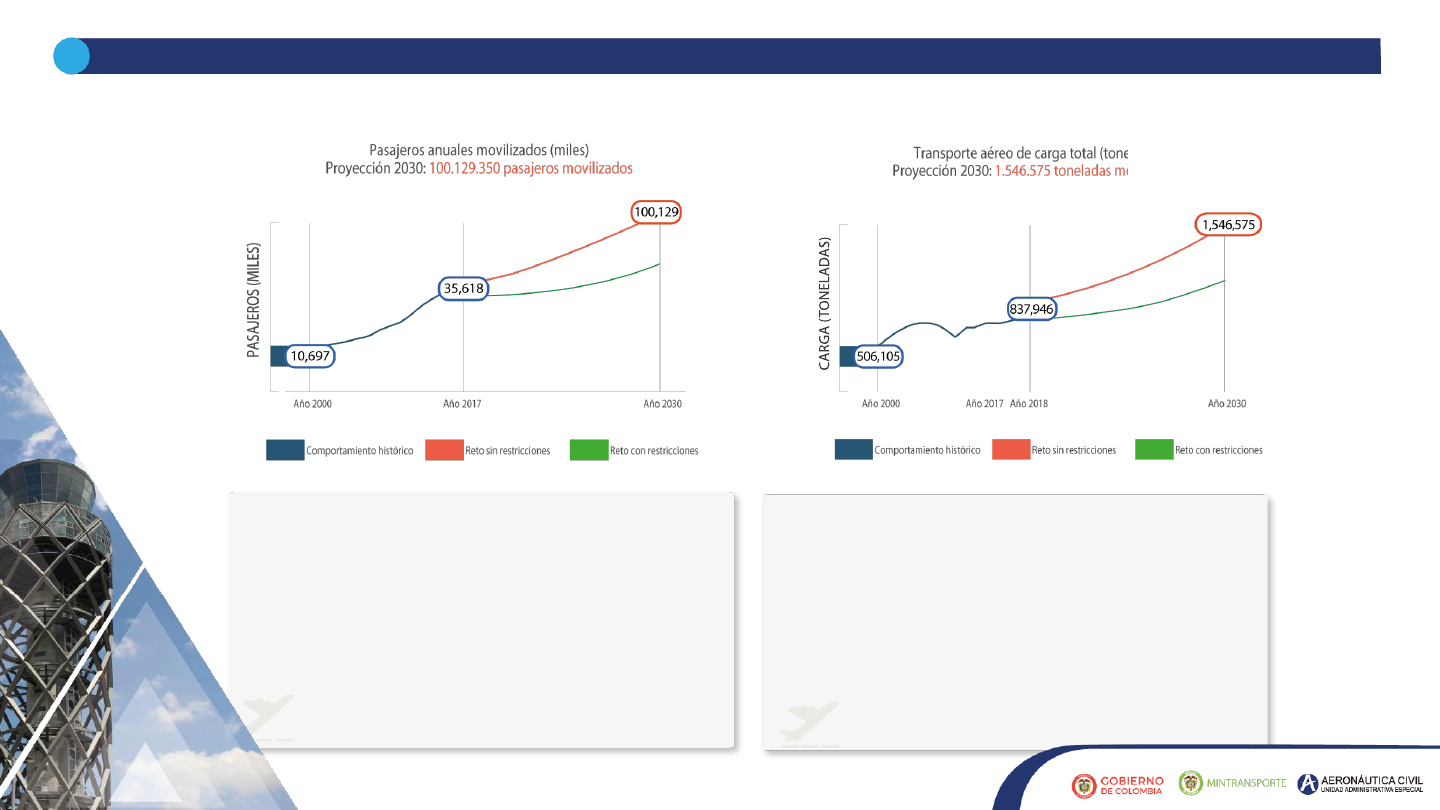 Pasajeros anuales movilizados (miles)
Proyección 2030: 100.129.350 pasajeros movilizados
100,129
35,618
10,697
PASAJEROS (MILES)
Año 2000
Año 2017
Año 2030
Comportamiento histórico
Reto sin restricciones
Reto con restricciones
Transporte aéreo de carga total (tone
Proyección 2030: 1.546.575 toneladas mo
1,546,575
837,946
506,105
CARGA (TONELADAS)
Año 2000
Año 2017
Año 2018
Año 2030
Comportamiento histórico
Reto sin restricciones
Reto con restricciones
GOBIERNO
DE COLOMBIA
MINTRANSPORTE
AERONÁUTICA CIVIL
UNIDAD ADMINISTRATIVA ESPECIAL